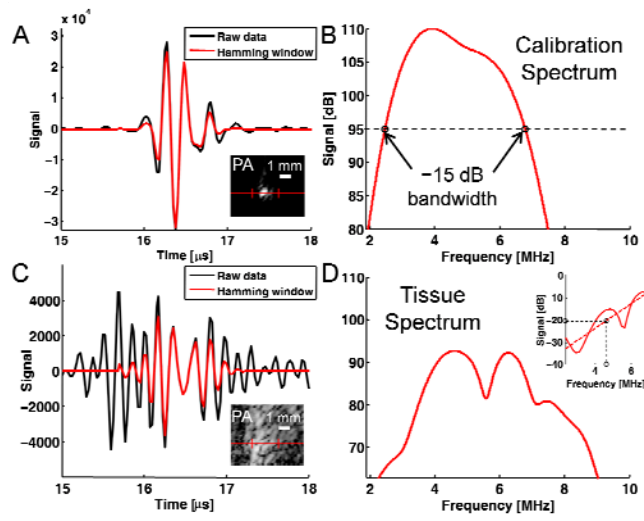 A
x 10⁴
3
2
1
0
−1
−2
−3
Signal
Raw data
Hamming window
PA 1 mm
15 16 17 18
Time [μs]
B
110
105
100
95
90
85
80
Signal [dB]
Calibration
Spectrum
−15 dB
bandwidth
2 4 6 8 10
Frequency [MHz]
C
4000
2000
0
−2000
−4000
Signal
Raw data
Hamming window
PA 1 mm
15 16 17 18
Time [μs]
D
100
90
80
70
Signal [dB]
Tissue
Spectrum
0
−10
−20
−30
−40
Signal [dB]
4 6
Frequency [MHz]
2 4 6 8 10
Frequency [MHz]